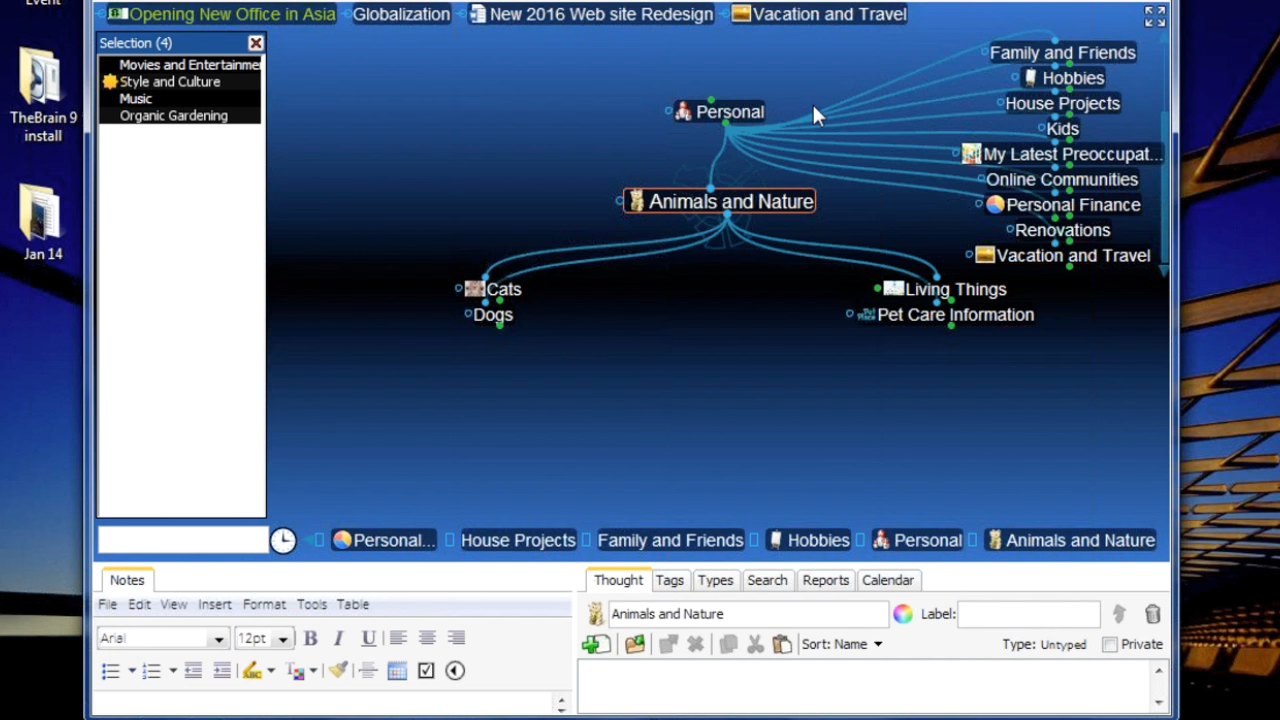 Event
Opening New Office in Asia Globalization New 2016 Web site Redesign Vacation and Travel
Selection (4)
Movies and Entertainmen
Style and Culture
Music
Organic Gardening
TheBrain 9
install
Jan 14
Personal
Family and Friends
Hobbies
House Projects
Kids
My Latest Preoccupat...
Online Communities
Personal Finance
Renovations
Vacation and Travel
Animals and Nature
Cats
Dogs
Living Things
Pet Care Information
Personal... House Projects Family and Friends Hobbies Personal Animals and Nature
Notes
File Edit View Insert Format Tools Table
Arial 12pt B I U
Thought Tags Types Search Reports Calendar
Animals and Nature Label:
Sort: Name Type: Untyped Private